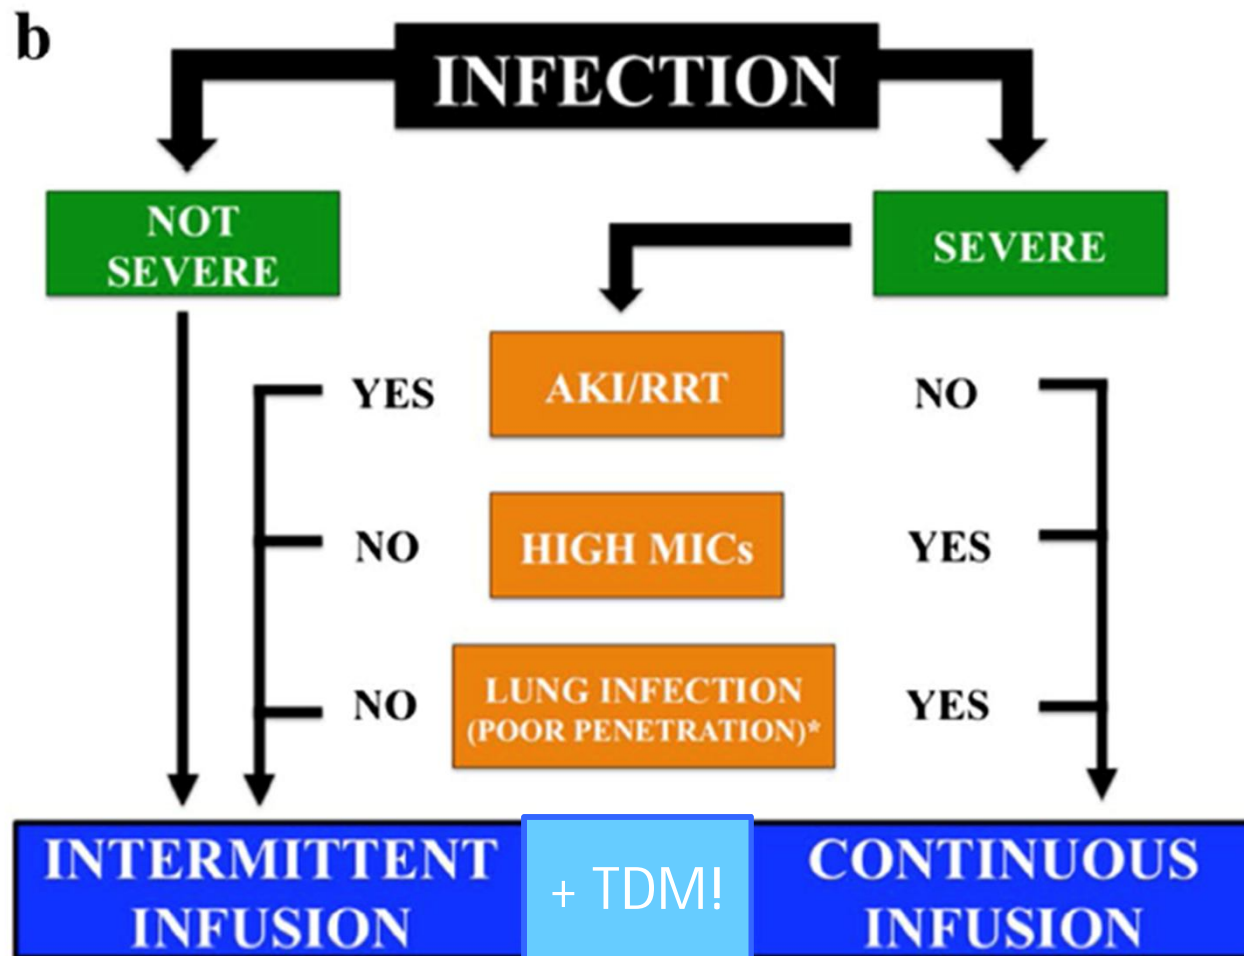 b
INFECTION
NOT
SEVERE
SEVERE
YES
AKI/RRT
NO
NO
HIGH MICs
YES
NO
LUNG INFECTION
(POOR PENETRATION)*
YES
INTERMITTENT
INFUSION
+ TDM!
CONTINUOUS
INFUSION